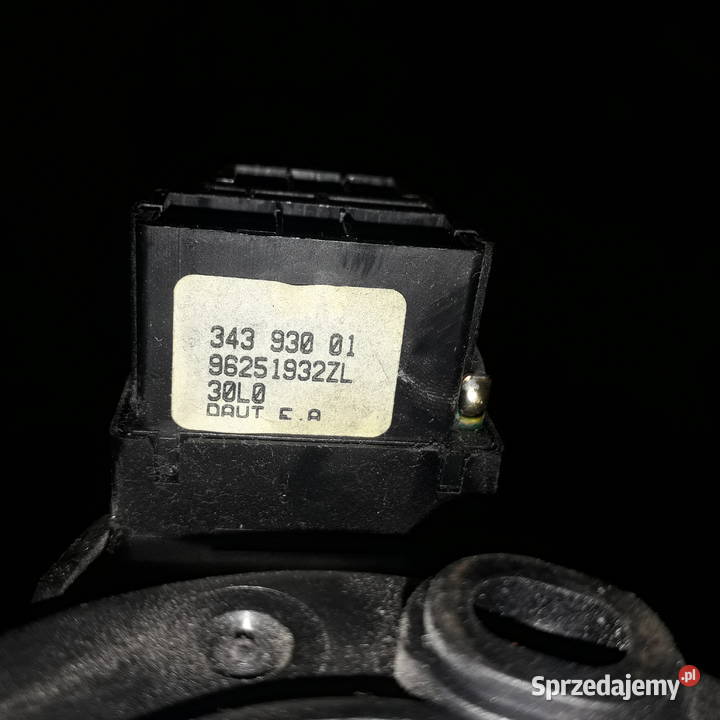 343 930 01
96251932ZL
30L0
DAUT E.A
Sprzedajemy.pl